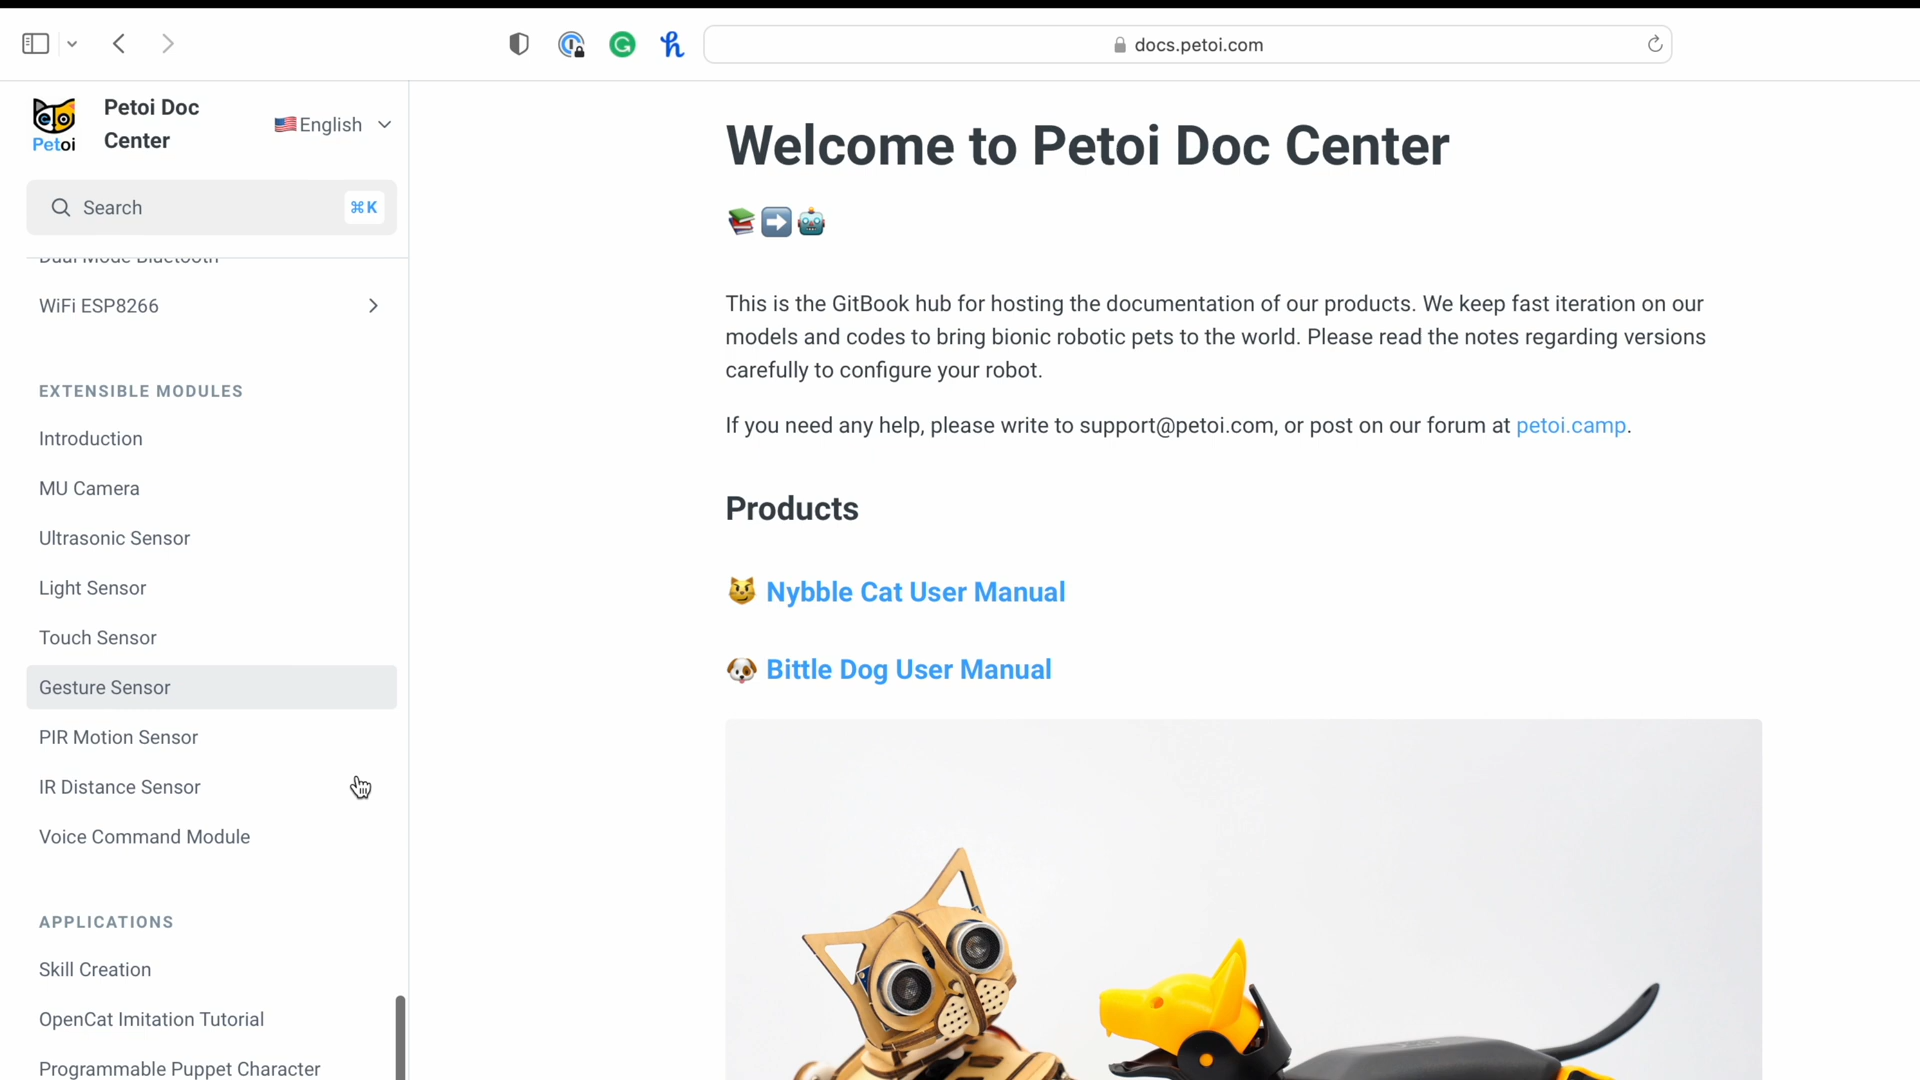 docs.petoi.com
Petoi
Petoi Doc
Center
English
Search
⌘K
Dual Mode Bluetooth
WiFi ESP8266
EXTENSIBLE MODULES
Introduction
MU Camera
Ultrasonic Sensor
Light Sensor
Touch Sensor
Gesture Sensor
PIR Motion Sensor
IR Distance Sensor
Voice Command Module
APPLICATIONS
Skill Creation
OpenCat Imitation Tutorial
Programmable Puppet Character
Welcome to Petoi Doc Center
This is the GitBook hub for hosting the documentation of our products. We keep fast iteration on our
models and codes to bring bionic robotic pets to the world. Please read the notes regarding versions
carefully to configure your robot.
If you need any help, please write to support@petoi.com, or post on our forum at petoi.camp.
Products
Nybble Cat User Manual
Bittle Dog User Manual